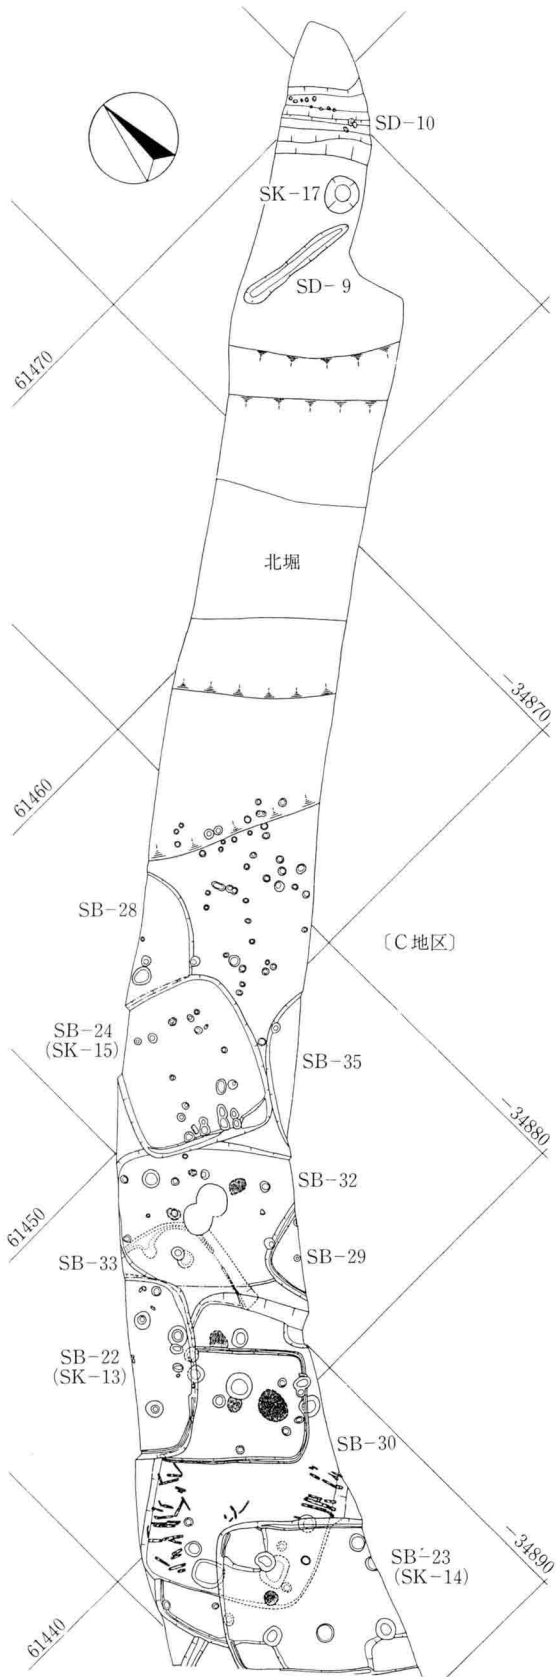 SD-10
SK-17
SD-9
61470
北堀
-34870
61460
SB-28
〔C地区〕
SB-24
(SK-15)
SB-35
-34880
SB-32
61450
SB-29
SB-33
SB-22
(SK-13)
SB-30
-34890
SB-23
(SK-14)
61440